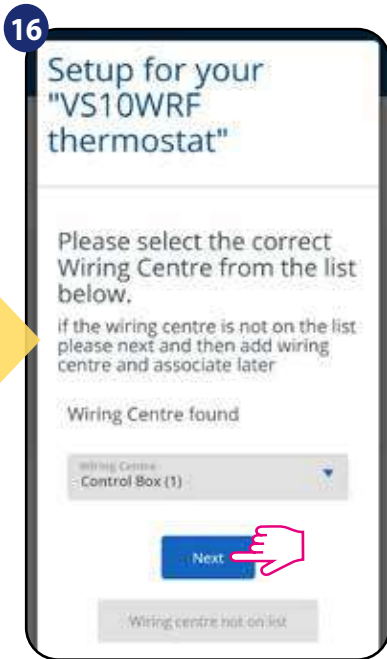 16
Setup for your
"VS10WRF
thermostat"
Please select the correct
Wiring Centre from the list
below.
if the wiring centre is not on the list
please next and then add wiring
centre and associate later
Wiring Centre found
Wiring Centre
Control Box (1)
Next
Wiring centre not on list